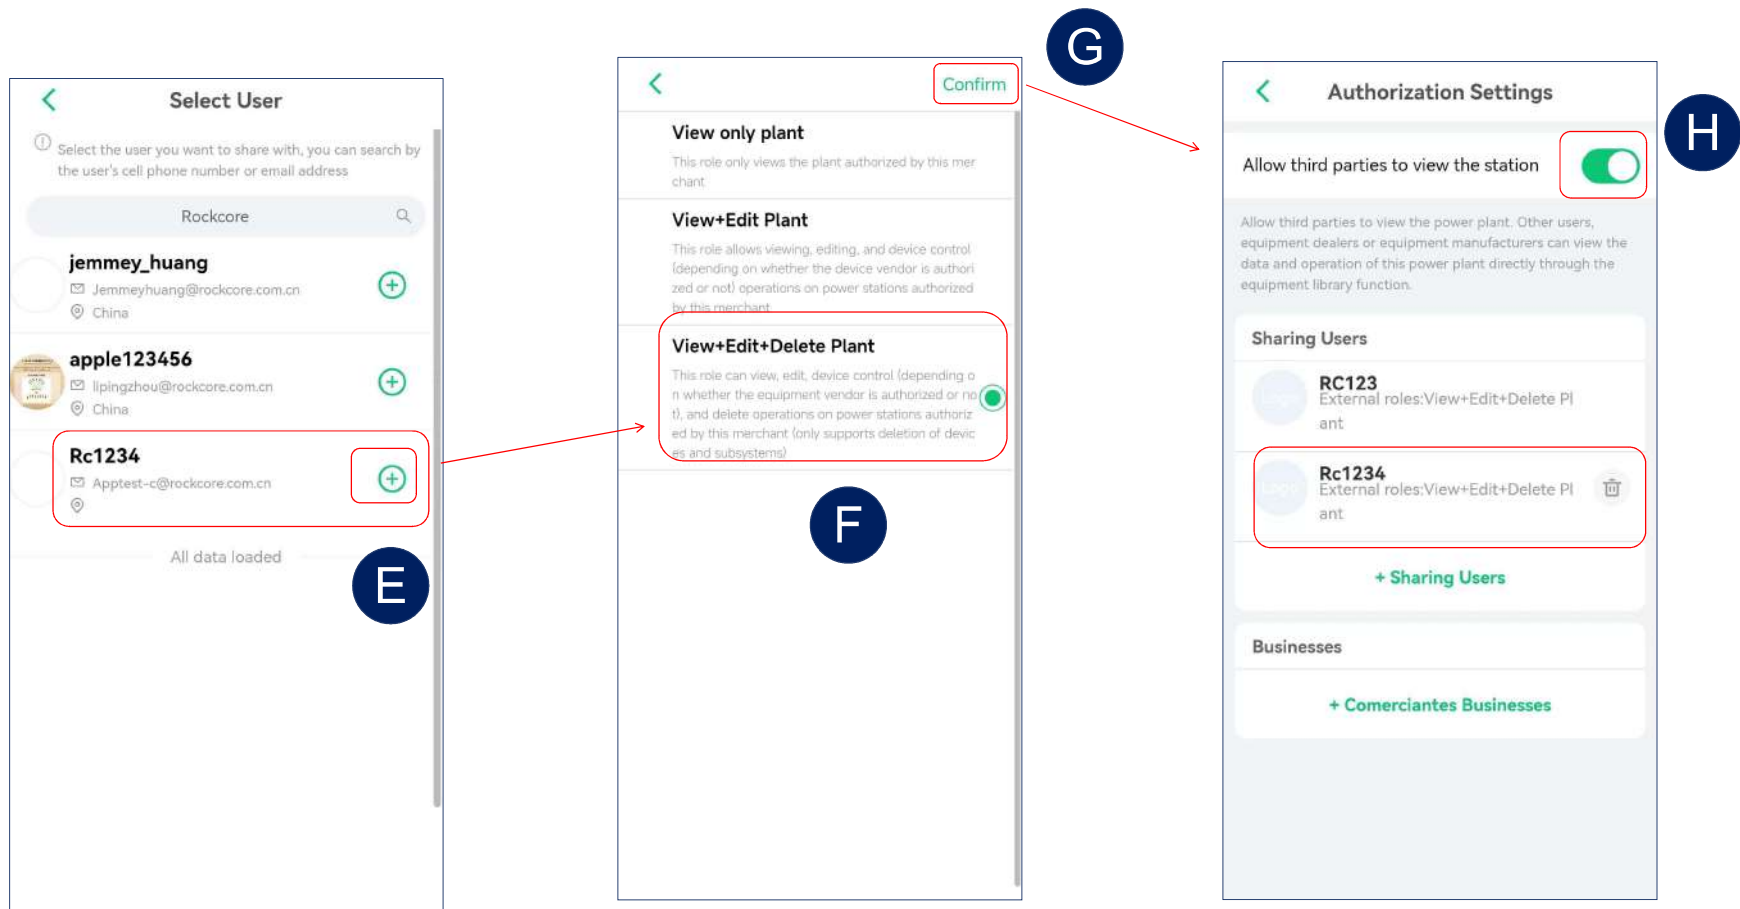 Select User
Select the user you want to share with, you can search by
the user's cell phone number or email address
Rockcore
jemmey_huang
Jemmeyhuang@rockcore.com.cn
China
apple123456
lipingzhou@rockcore.com.cn
China
Rc1234
Apptest-c@rockcore.com.cn
All data loaded
E
Confirm
View only plant
This role only views the plant authorized by this mer
chant
View+Edit Plant
This role allows viewing, editing, and device control
(depending on whether the device vendor is authori
zed or not) operations on power stations authorized
by this merchant
View+Edit+Delete Plant
This role can view, edit, device control (depending o
n whether the equipment vendor is authorized or no
t), and delete operations on power stations authoriz
ed by this merchant (only supports deletion of devic
es and subsystems)
F
G
Authorization Settings
Allow third parties to view the station
Allow third parties to view the power plant. Other users,
equipment dealers or equipment manufacturers can view the
data and operation of this power plant directly through the
equipment library function.
Sharing Users
Logo
RC123
External roles:View+Edit+Delete Pl
ant
Logo
Rc1234
External roles:View+Edit+Delete Pl
ant
+ Sharing Users
Businesses
+ Comerciantes Businesses
H